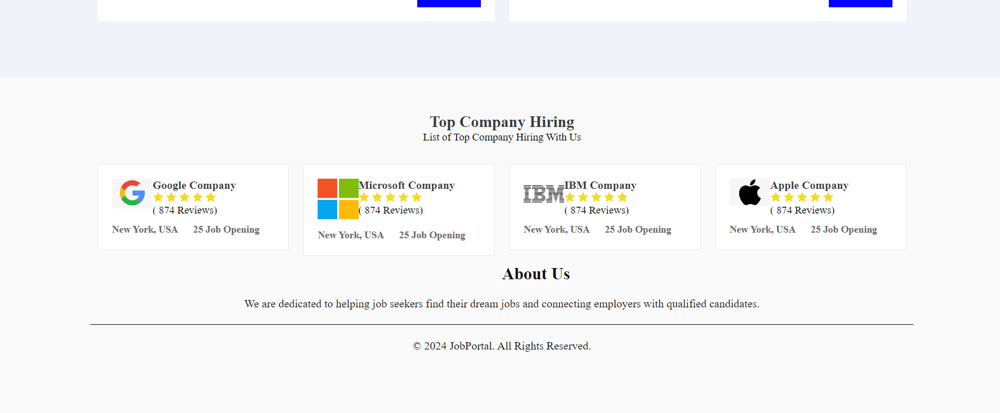 Top Company Hiring
List of Top Company Hiring With Us
Google Company
( 874 Reviews)
New York, USA 25 Job Opening
Microsoft Company
( 874 Reviews)
New York, USA 25 Job Opening
IBM
IBM Company
( 874 Reviews)
New York, USA 25 Job Opening
Apple Company
( 874 Reviews)
New York, USA 25 Job Opening
About Us
We are dedicated to helping job seekers find their dream jobs and connecting employers with qualified candidates.
© 2024 JobPortal. All Rights Reserved.